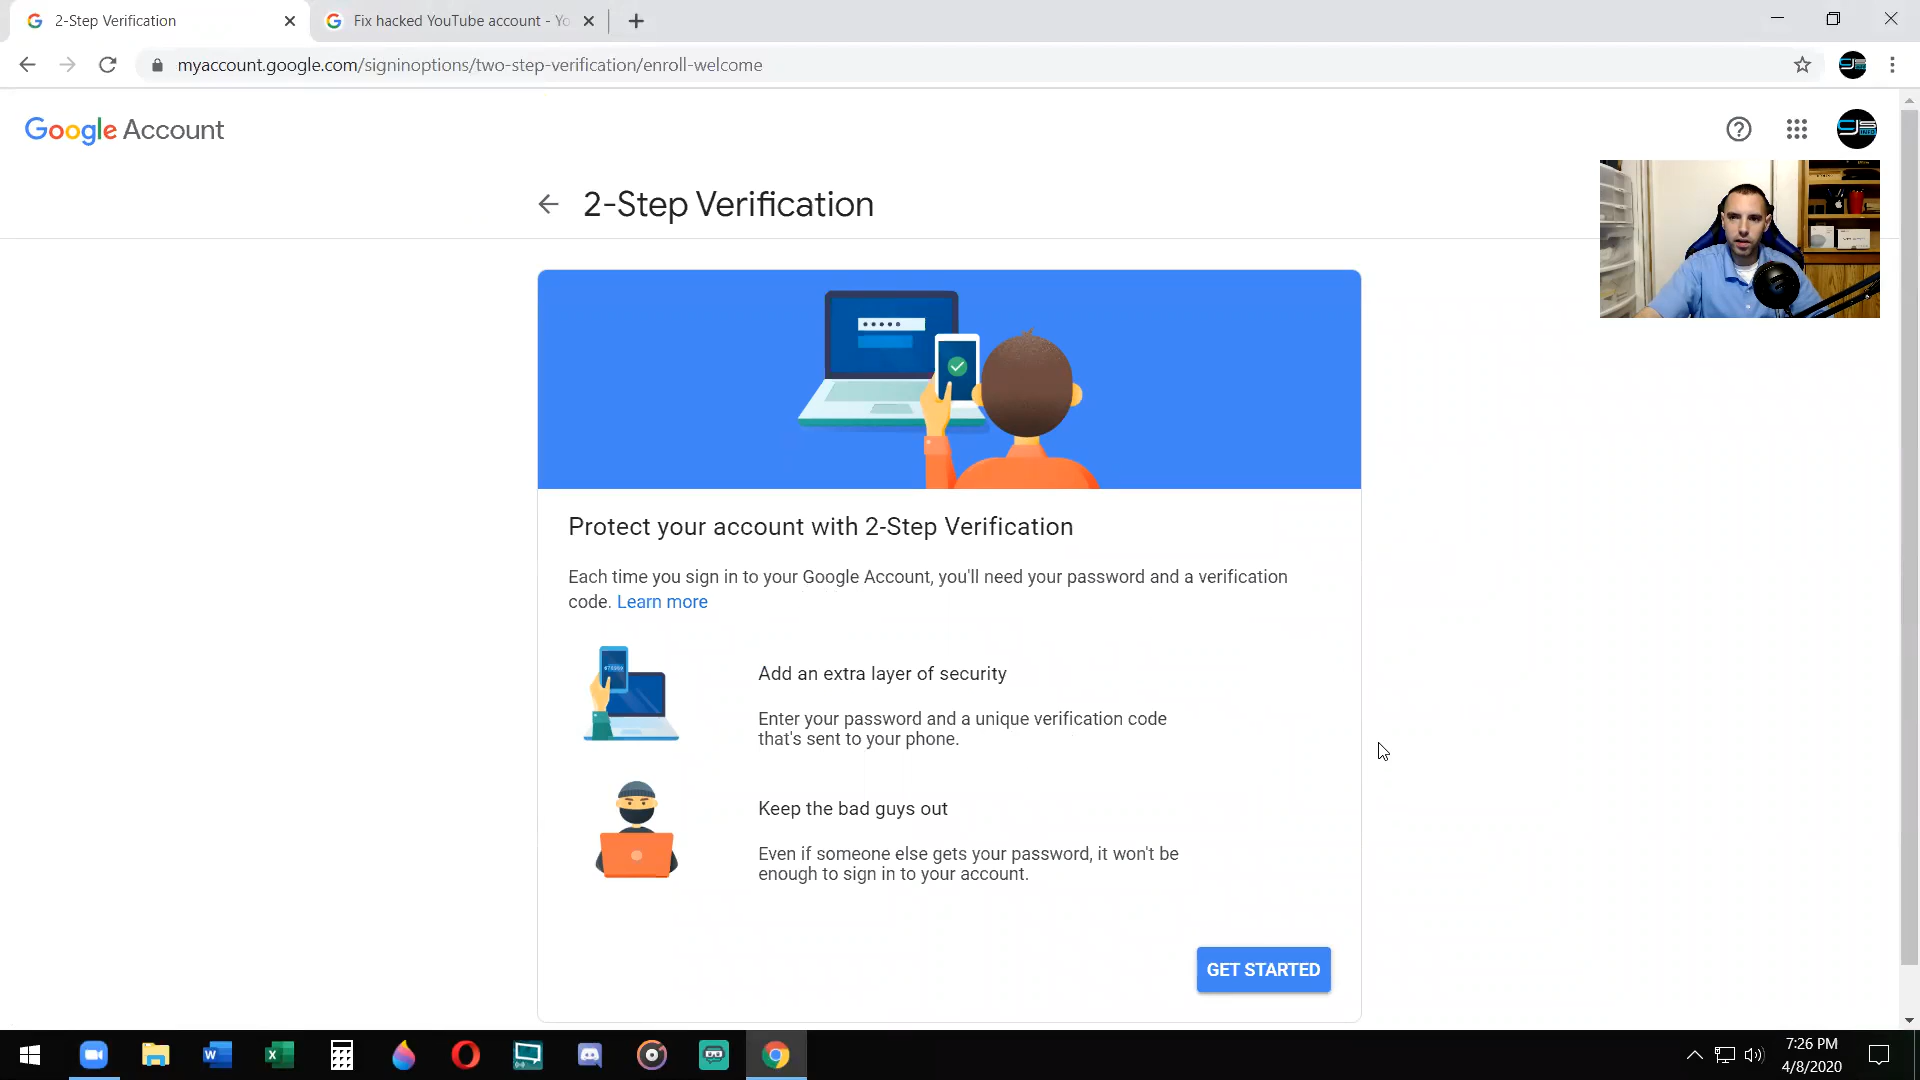 2-Step Verification
Fix hacked YouTube account - Yo
myaccount.google.com/signinoptions/two-step-verification/enroll-welcome
Google Account
CJS INFO
2-Step Verification
Protect your account with 2-Step Verification
Each time you sign in to your Google Account, you'll need your password and a verification
code. Learn more
Add an extra layer of security
Enter your password and a unique verification code
that's sent to your phone.
Keep the bad guys out
Even if someone else gets your password, it won't be
enough to sign in to your account.
GET STARTED
7:26 PM
4/8/2020